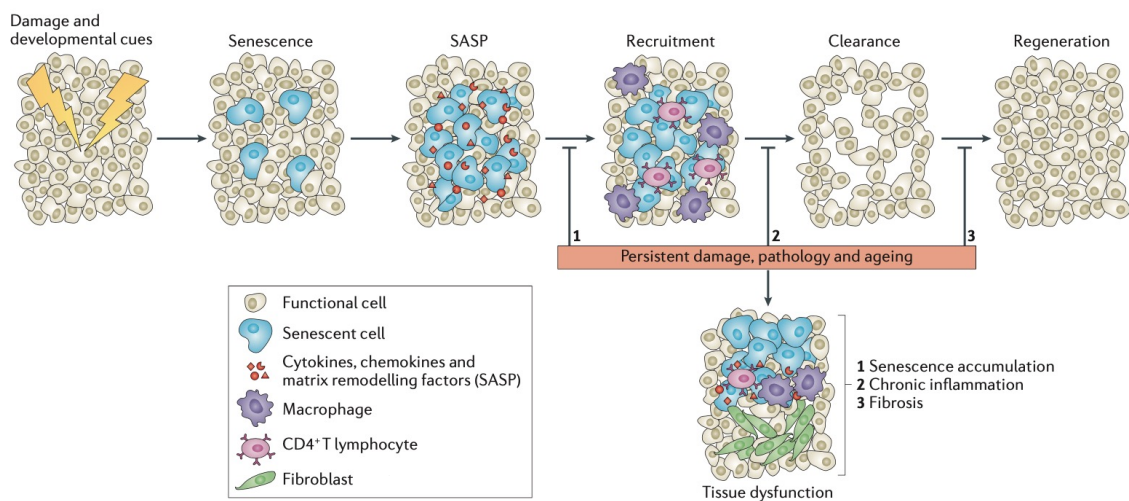 Damage and
developmental cues
Senescence
SASP
Recruitment
Clearance
Regeneration
1
2
3
Persistent damage, pathology and ageing
Functional cell
Senescent cell
Cytokines, chemokines and
matrix remodelling factors (SASP)
Macrophage
CD4⁺ T lymphocyte
Fibroblast
1 Senescence accumulation
2 Chronic inflammation
3 Fibrosis
Tissue dysfunction